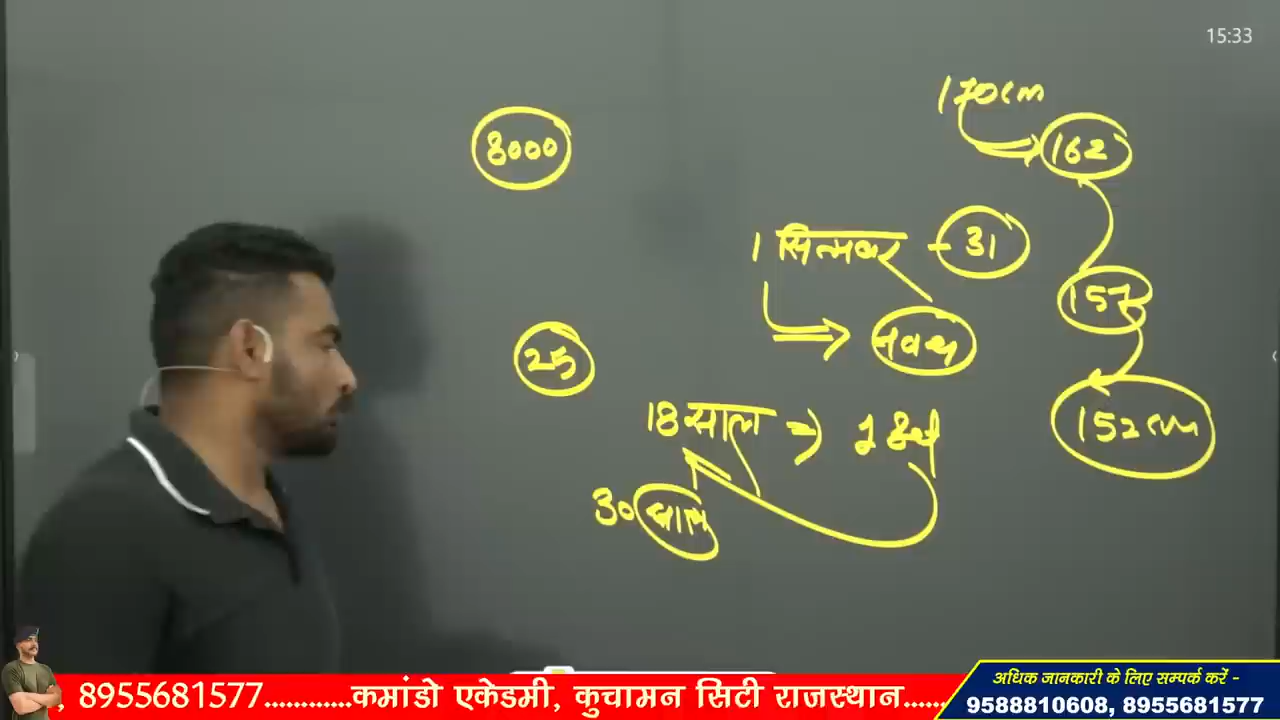 15:33
170cm
162
8000
1 सितम्बर - 31
157
25
18 साल => 2
152cm
30 साल
अधिक जानकारी के लिए सम्पर्क करें -
, 8955681577............कमांडो एकेडमी, कुचामन सिटी राजस्थान......
9588810608, 8955681577